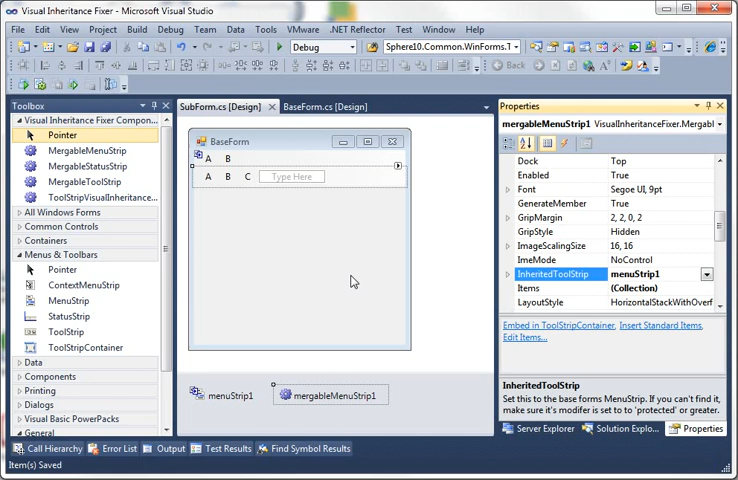 Visual Inheritance Fixer - Microsoft Visual Studio
File Edit View Project Build Debug Team Data Tools VMware .NET Reflector Test Window Help
Debug Sphere10.Common.WinForms.T
Back
Toolbox
Visual Inheritance Fixer Compon...
Pointer
MergableMenuStrip
MergableStatusStrip
MergableToolStrip
ToolStripVisualInheritance...
All Windows Forms
Common Controls
Containers
Menus & Toolbars
Pointer
ContextMenuStrip
MenuStrip
StatusStrip
ToolStrip
ToolStripContainer
Data
Components
Printing
Dialogs
Visual Basic PowerPacks
General
SubForm.cs [Design] BaseForm.cs [Design]
BaseForm
A B
A B C Type Here
menuStrip1 mergableMenuStrip1
Properties
mergableMenuStrip1 VisualInheritanceFixer.Mergabl
Dock Top
Enabled True
Font Segoe UI, 9pt
GenerateMember True
GripMargin 2, 2, 0, 2
GripStyle Hidden
ImageScalingSize 16, 16
ImeMode NoControl
InheritedToolStrip menuStrip1
Items (Collection)
LayoutStyle HorizontalStackWithOverf
Embed in ToolStripContainer, Insert Standard Items,
Edit Items...
InheritedToolStrip
Set this to the base forms MenuStrip. If you can't find it,
make sure it's modifer is set to 'protected' or greater.
Server Explorer Solution Explo... Properties
Call Hierarchy Error List Output Test Results Find Symbol Results
Item(s) Saved